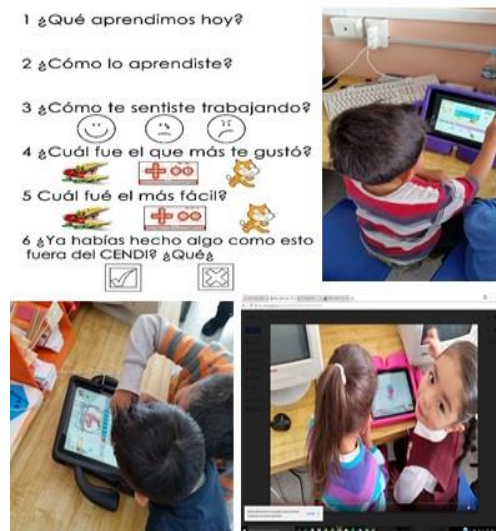 1 ¿Qué aprendimos hoy?
2 ¿Cómo lo aprendiste?
3 ¿Cómo te sentiste trabajando?
4 ¿Cuál fue el que más te gustó?
5 Cuál fué el más fácil?
6 ¿Ya habías hecho algo como esto
fuera del CENDI? ¿Qué¿